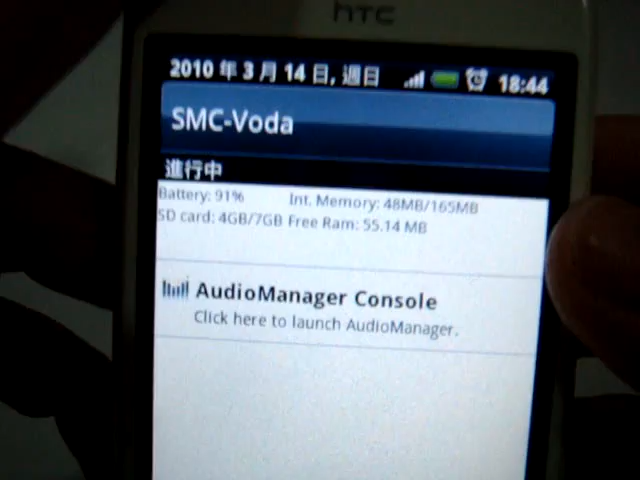 hTC
2010 年 3 月 14 日, 週日 18:44
SMC-Voda
進行中
Battery: 91% Int. Memory: 48MB/165MB
SD card: 4GB/7GB Free Ram: 55.14 MB
AudioManager Console
Click here to launch AudioManager.